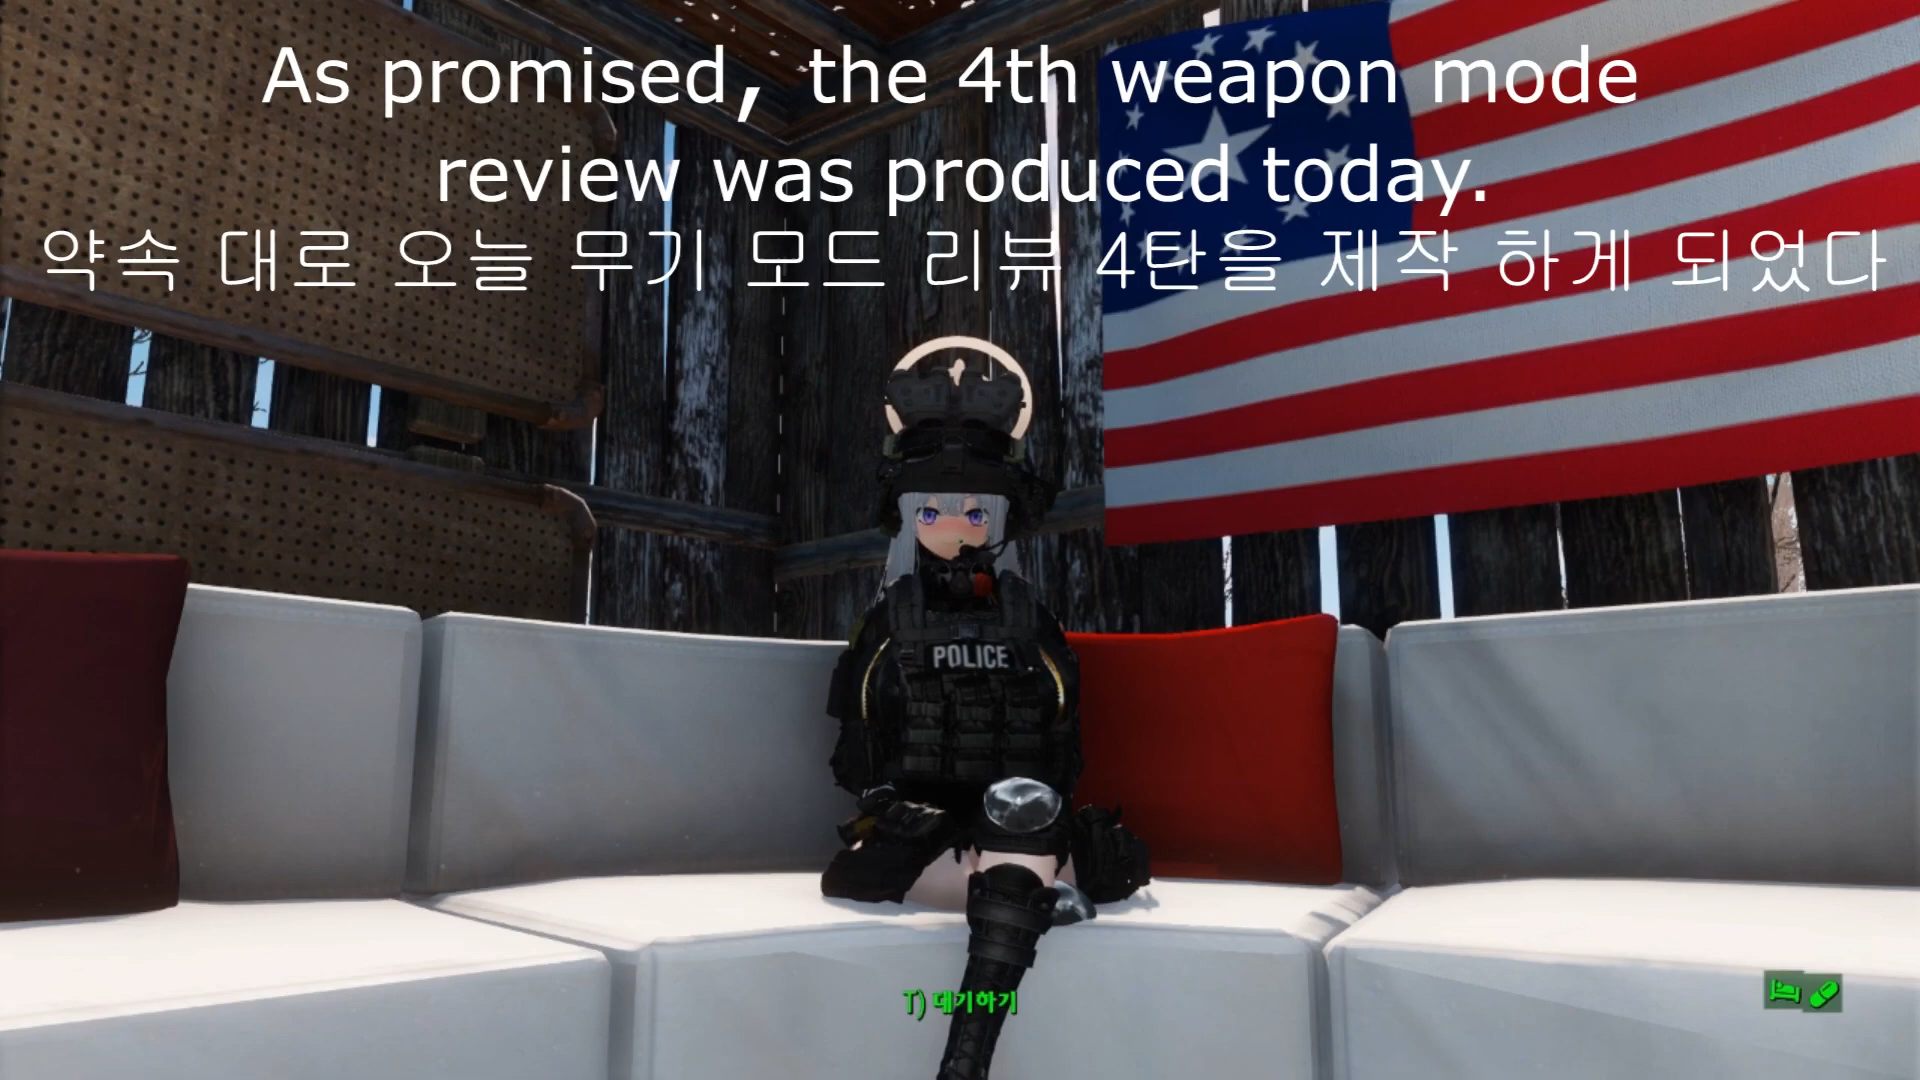 As promised, the 4th weapon mode
review was produced today.
약속 대로 오늘 무기 모드 리뷰 4탄을 제작 하게 되었다
POLICE
T) 대기하기